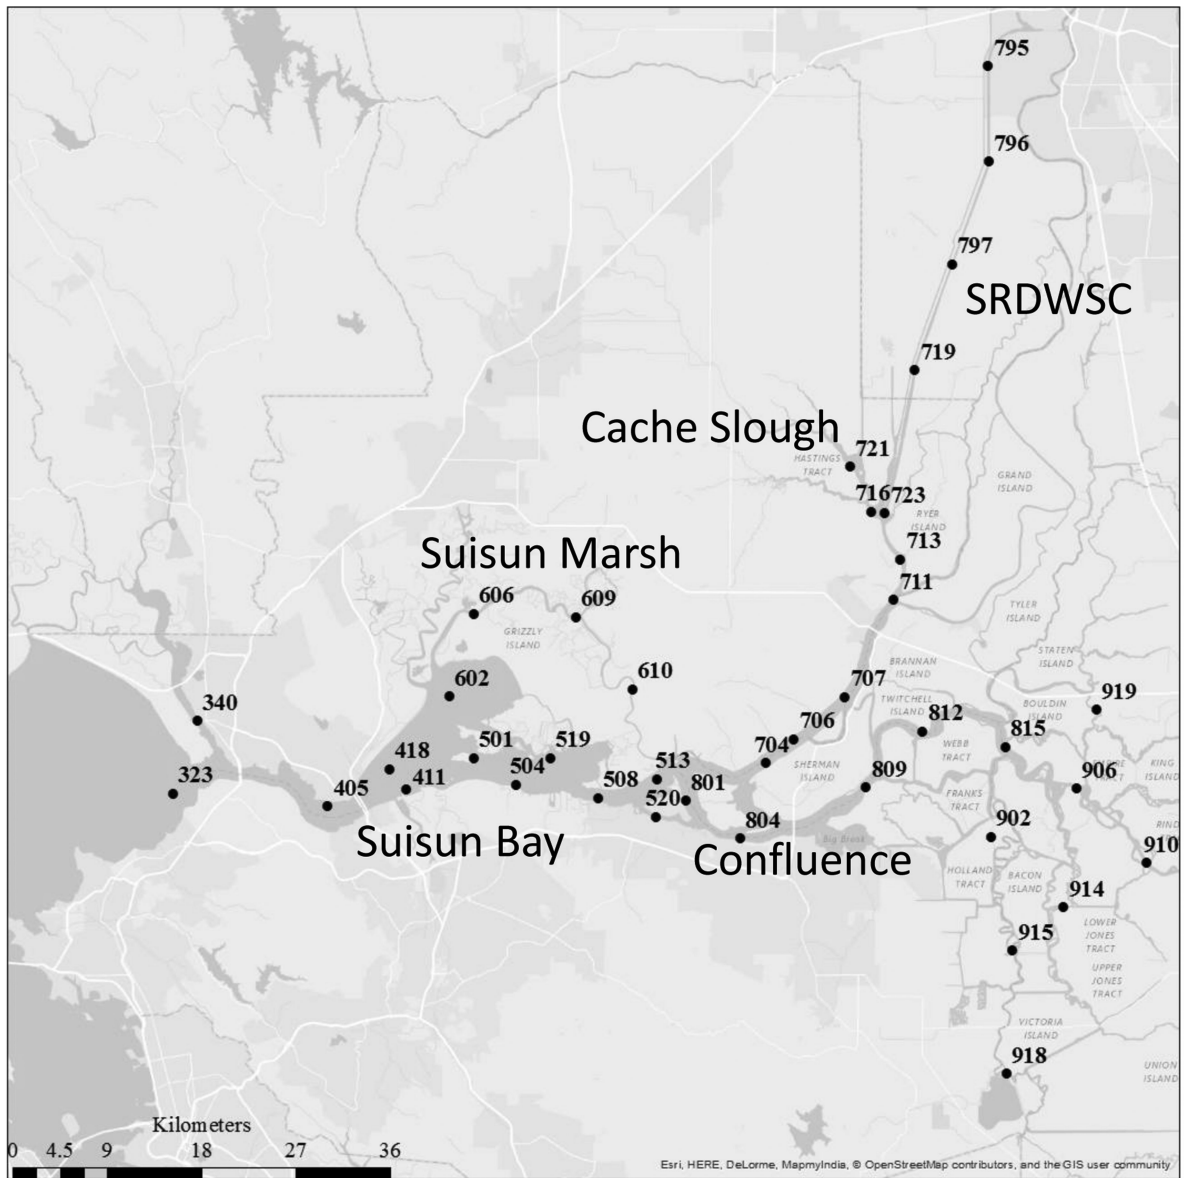 795
796
797
SRDWSC
719
Cache Slough
721
HASTINGS
TRACT
716
723
GRAND
ISLAND
RYER
ISLAND
713
Suisun Marsh
711
606
609
TYLER
ISLAND
GRIZZLY
ISLAND
STATEN
ISLAND
BRANNAN
ISLAND
602
610
707
TWITCHELL
ISLAND
919
340
706
812
BOULDIN
ISLAND
815
418
501
519
704
WEBB
TRACT
323
411
504
513
SHERMAN
ISLAND
809
906
KING
ISLAND
405
508
801
FRANKS
TRACT
520
804
902
RIND
Suisun Bay
Confluence
Big Break
910
HOLLAND
TRACT
BACON
ISLAND
914
915
LOWER
JONES
TRACT
UPPER
JONES
TRACT
VICTORIA
ISLAND
918
UNION
ISLAND
Kilometers
0 4.5 9 18 27 36
Esri, HERE, DeLorme, MapmyIndia, © OpenStreetMap contributors, and the GIS user community